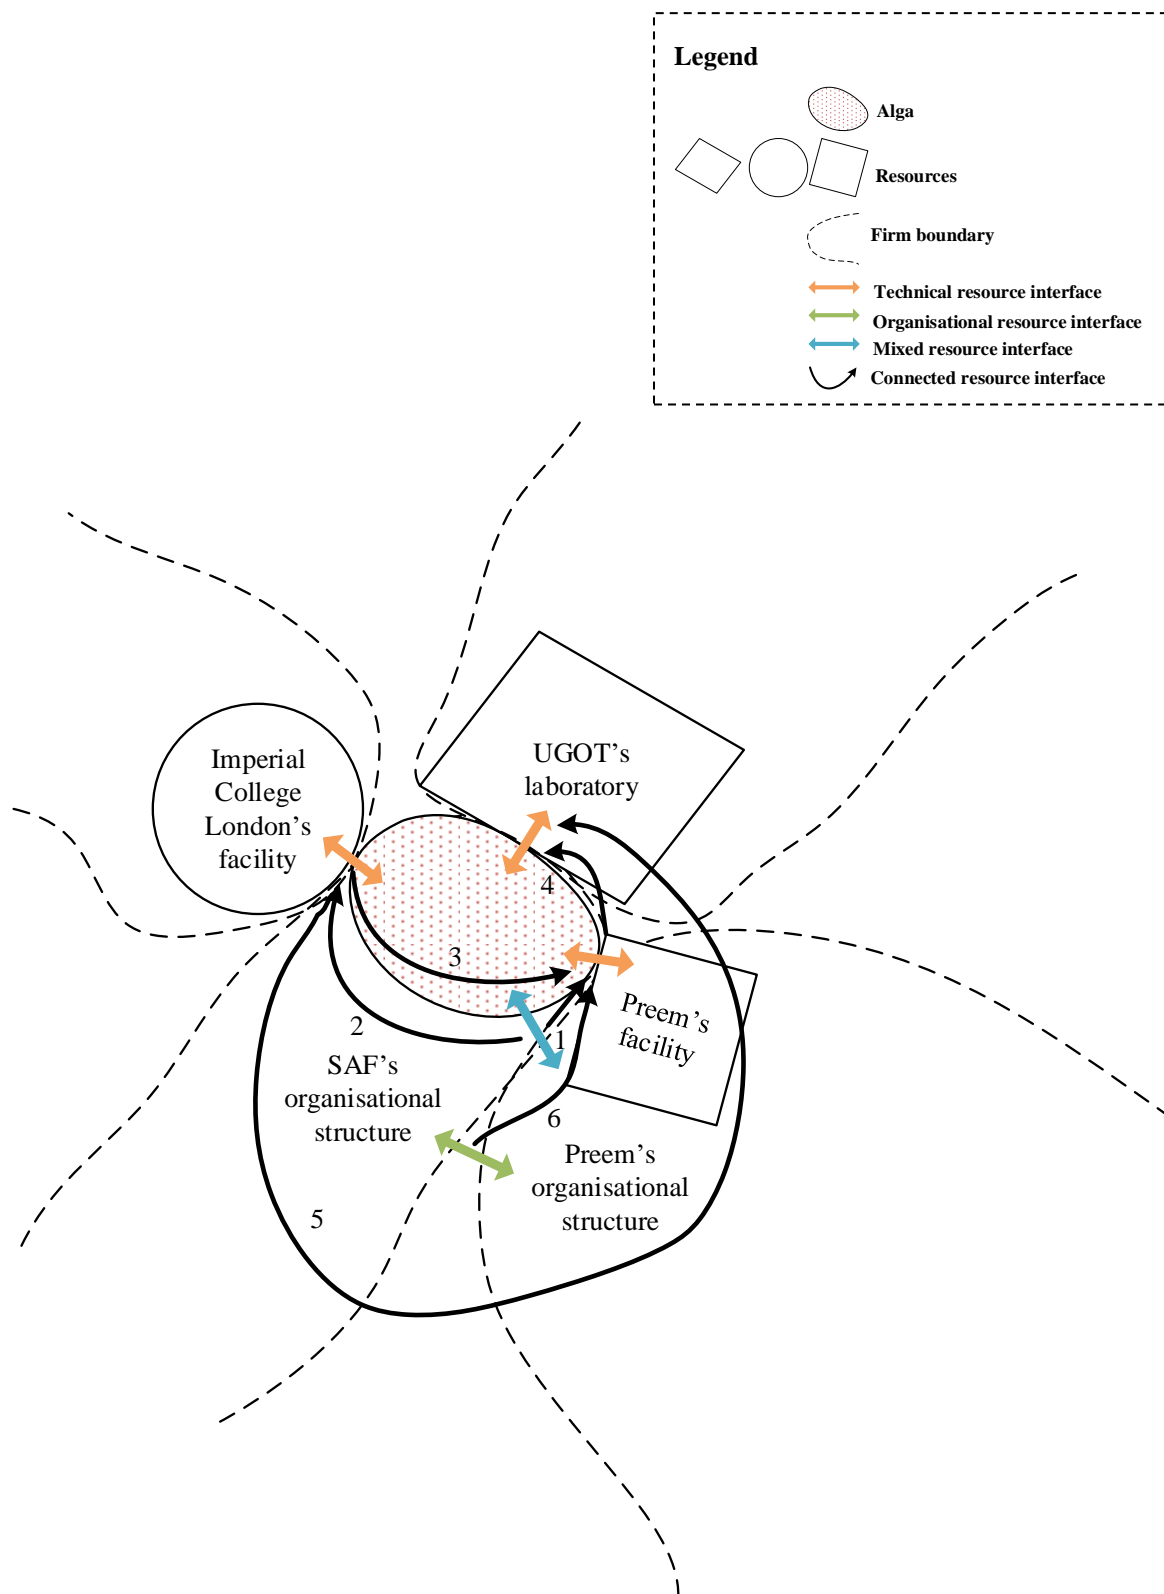 Legend
Alga
Resources
Firm boundary
Technical resource interface
Organisational resource interface
Mixed resource interface
Connected resource interface
Imperial
College
London’s
facility
UGOT’s
laboratory
4
3
Preem’s
facility
2
1
SAF’s
organisational
structure
6
Preem’s
organisational
structure
5